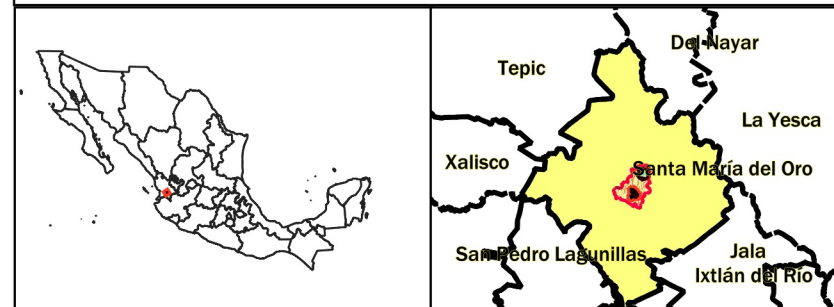 Del Nayar
Tepic
La Yesca
Xalisco
Santa María del Oro
San Pedro Lagunillas
Jala
Ixtlán del Río